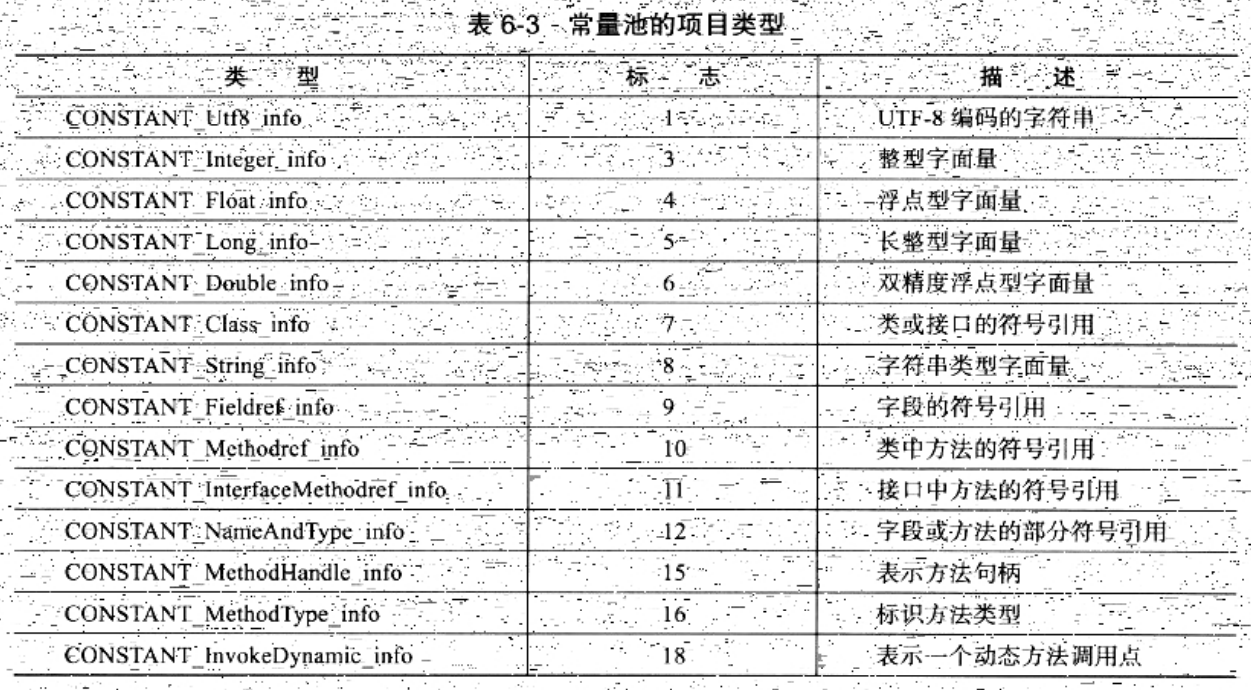 表 6-3 常量池的项目类型
类 型 标 志 描 述
CONSTANT_Utf8_info 1 UTF-8 编码的字符串
CONSTANT_Integer_info 3 整型字面量
CONSTANT_Float_info 4 浮点型字面量
CONSTANT_Long_info 5 长整型字面量
CONSTANT_Double_info 6 双精度浮点型字面量
CONSTANT_Class_info 7 类或接口的符号引用
CONSTANT_String_info 8 字符串类型字面量
CONSTANT_Fieldref_info 9 字段的符号引用
CONSTANT_Methodref_info 10 类中方法的符号引用
CONSTANT_InterfaceMethodref_info 11 接口中方法的符号引用
CONSTANT_NameAndType_info 12 字段或方法的部分符号引用
CONSTANT_MethodHandle_info 15 表示方法句柄
CONSTANT_MethodType_info 16 标识方法类型
CONSTANT_InvokeDynamic_info 18 表示一个动态方法调用点